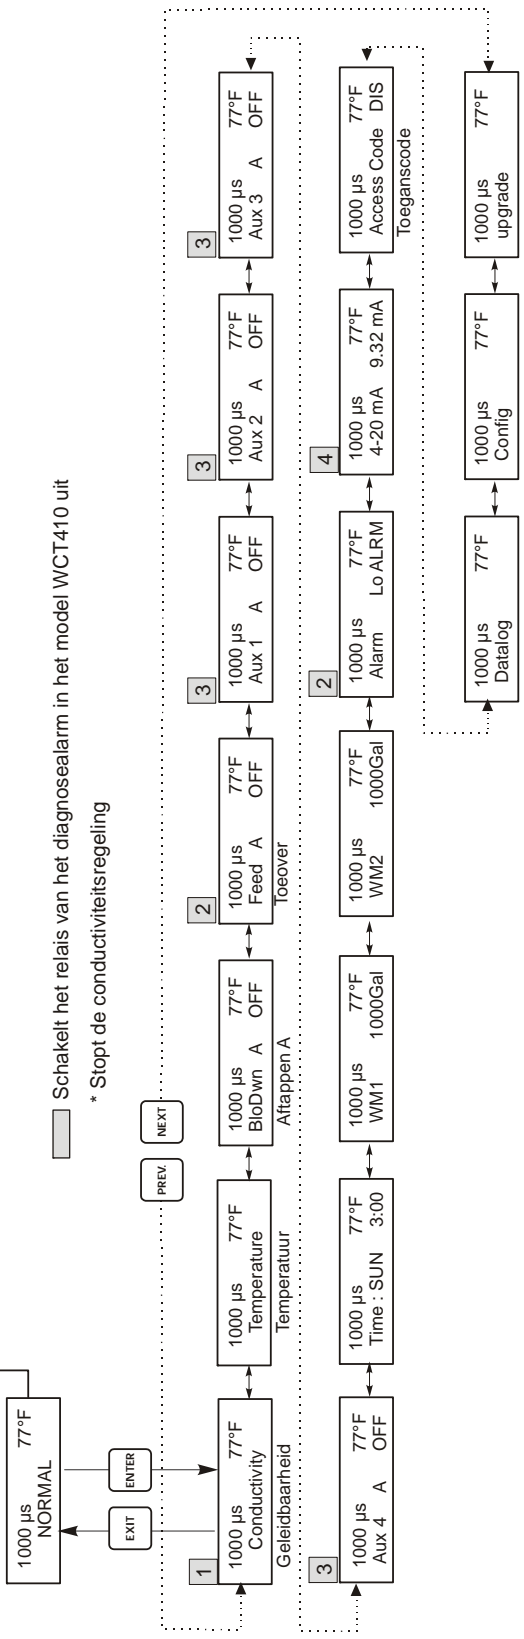 Schakelt het relais van het diagnosealarm in het model WCT410 uit
* Stopt de conductiviteitsregeling
1000 µs 77°F
NORMAL
EXIT
ENTER
PREV.
NEXT
1
1000 µs 77°F
Conductivity
Geleidbaarheid
1000 µs 77°F
Temperature
Temperatuur
1000 µs 77°F
BloDwn A OFF
Aftappen A
2
1000 µs 77°F
Feed A OFF
Toeover
3
1000 µs 77°F
Aux 1 A OFF
3
1000 µs 77°F
Aux 2 A OFF
3
1000 µs 77°F
Aux 3 A OFF
3
1000 µs 77°F
Aux 4 A OFF
1000 µs 77°F
Time : SUN 3:00
1000 µs 77°F
WM1 1000Gal
1000 µs 77°F
WM2 1000Gal
2
1000 µs 77°F
Alarm Lo ALRM
4
1000 µs 77°F
4-20 mA 9.32 mA
1000 µs 77°F
Access Code DIS
Toeganscode
1000 µs 77°F
Datalog
1000 µs 77°F
Config
1000 µs 77°F
upgrade